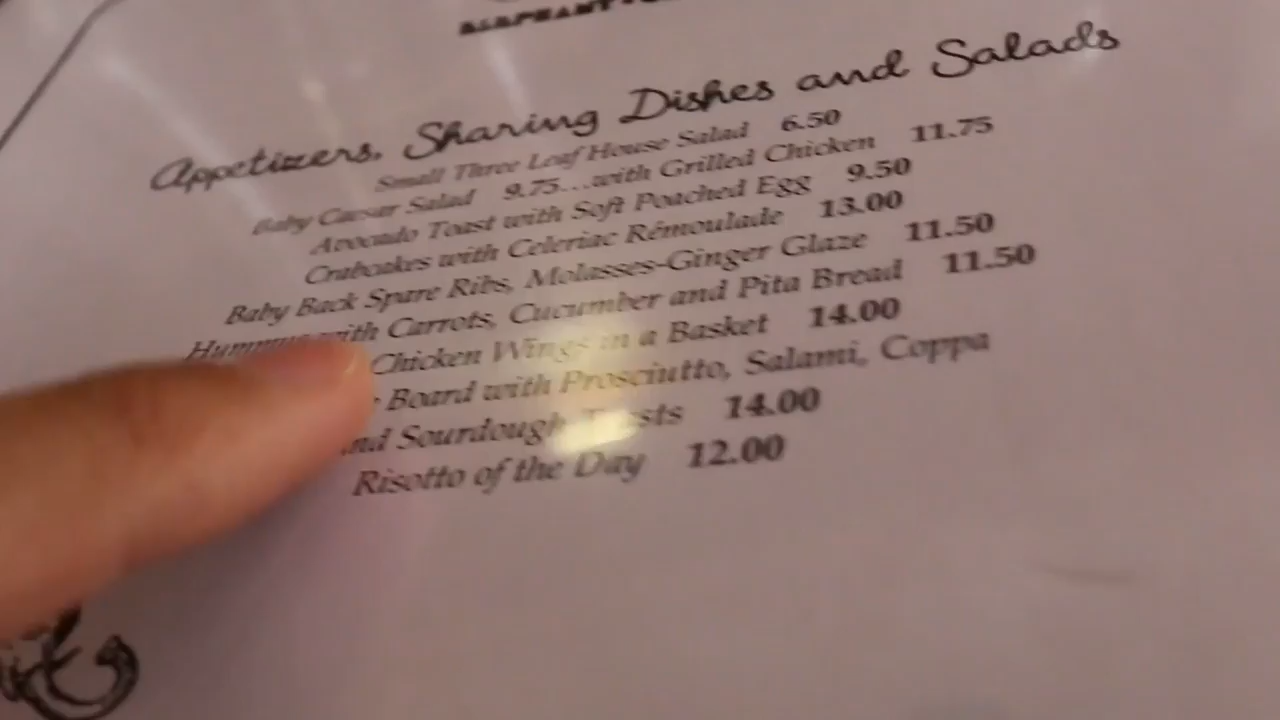 Appetizers, Sharing Dishes and Salads
Small Three Leaf House Salad 6.50
Baby Caesar Salad 9.75...with Grilled Chicken 11.75
Avocado Toast with Soft Poached Egg 9.50
Crabcakes with Celeriac Rémoulade 13.00
Baby Back Spare Ribs, Molasses-Ginger Glaze 11.50
Hummus with Carrots, Cucumber and Pita Bread 11.50
Chicken Wings in a Basket 14.00
Board with Prosciutto, Salami, Coppa
and Sourdough Toasts 14.00
Risotto of the Day 12.00